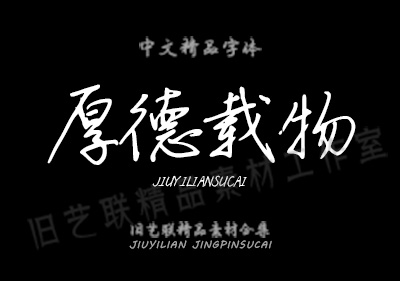 中文精品字体
厚德载物
JIUYILIANSUCAI
旧艺联精品素材工作室
旧艺联精品素材合集
JIUYILIAN JINGPINSUCAI